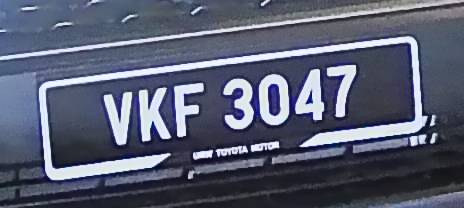 VKF 3047
UMW TOYOTA MOTOR